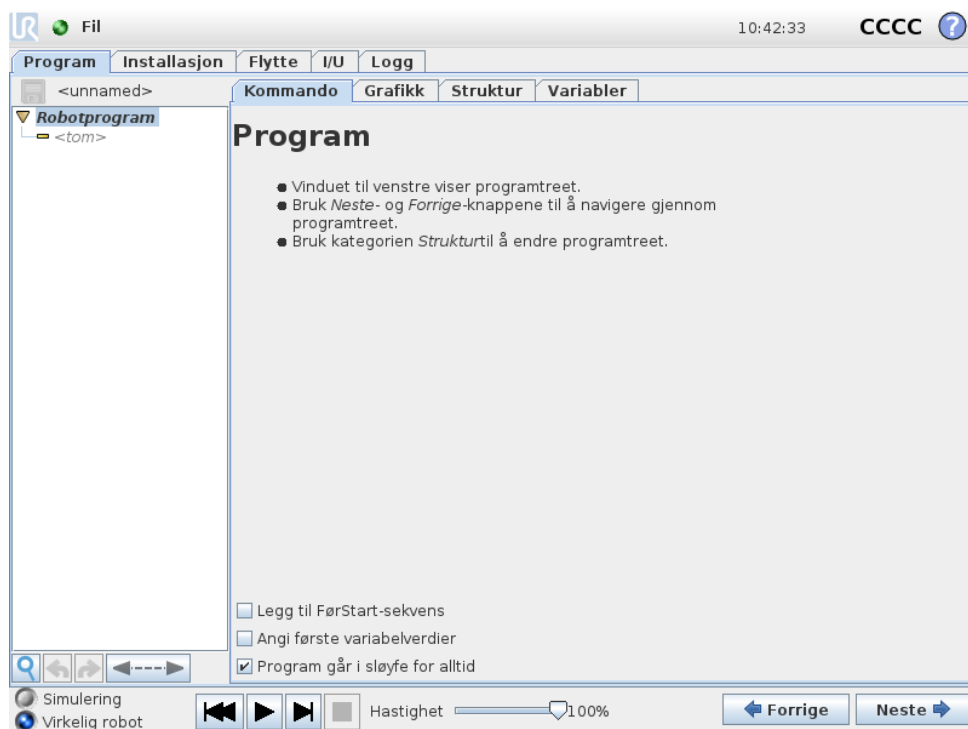 UR Fil 10:42:33 CCCC ?
Program Installasjon Flytte I/U Logg
<unnamed> Kommando Grafikk Struktur Variabler
Robotprogram
<tom>
Program
Vinduet til venstre viser programtreet.
Bruk Neste- og Forrige-knappene til å navigere gjennom
programtreet.
Bruk kategorien Strukturtil å endre programtreet.
Legg til FørStart-sekvens
Angi første variabelverdier
Program går i sløyfe for alltid
Simulering
Virkelig robot
Hastighet 100% Forrige Neste